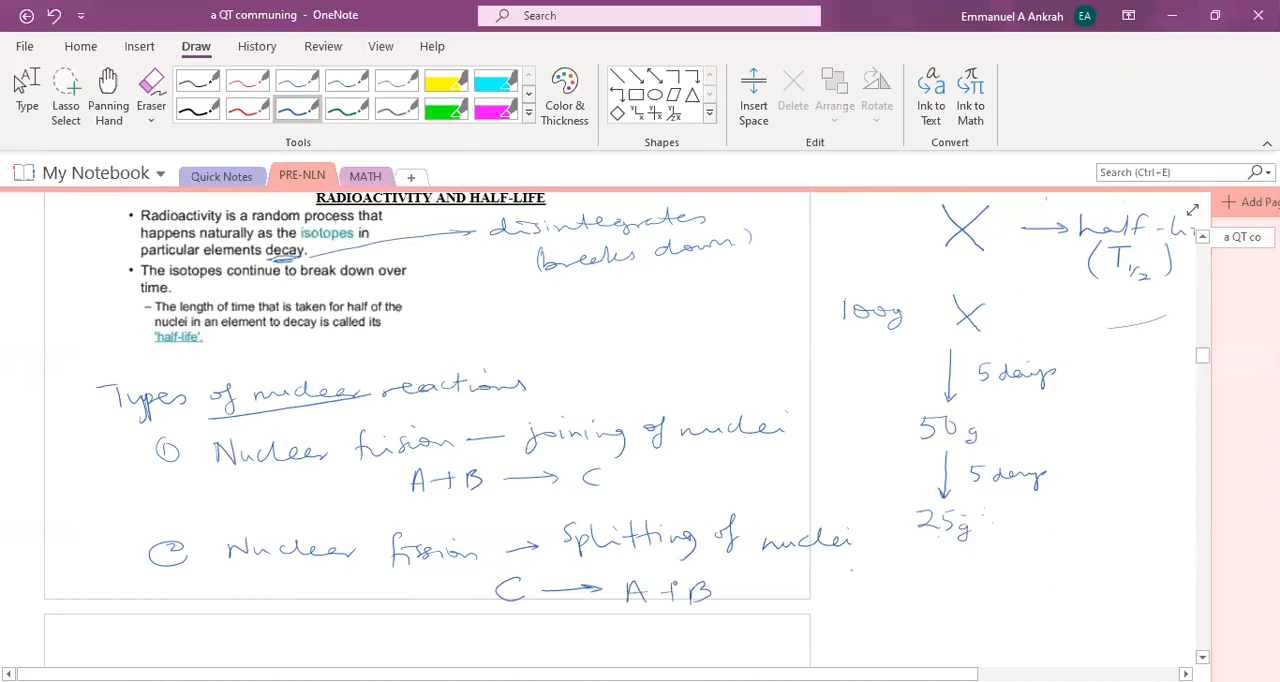 a QT communing - OneNote
Search
Emmanuel A Ankrah
EA
File Home Insert Draw History Review View Help
Type
Lasso Select
Panning Hand
Eraser
Color & Thickness
Insert Space
Delete
Arrange
Rotate
Ink to Text
Ink to Math
Tools
Shapes
Edit
Convert
My Notebook
Quick Notes
PRE-NLN
MATH
Search (Ctrl+E)
Add Pag
a QT co
RADIOACTIVITY AND HALF-LIFE
• Radioactivity is a random process that
happens naturally as the isotopes in
particular elements decay.
• The isotopes continue to break down over
time.
– The length of time that is taken for half of the
nuclei in an element to decay is called its
'half-life'.
disintegrates
(breaks down)
Types of nuclear reactions
① Nuclear fusion — joining of nuclei
A+B → C
② Nuclear fission → Splitting of nuclei
C → A+B
X → half-li
(T1/2)
100g X
5 days
50g
5 days
25g